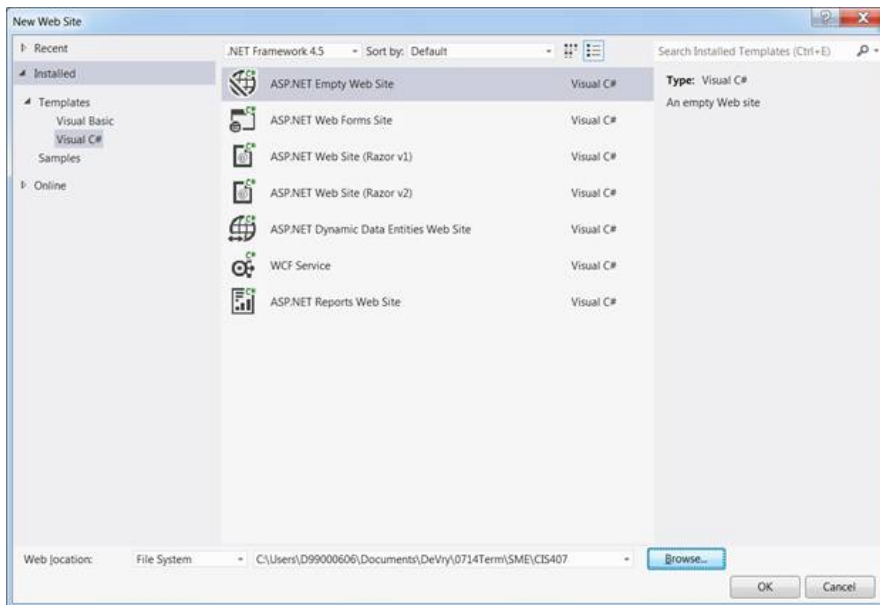 New Web Site
Recent
Installed
Templates
Visual Basic
Visual C#
Samples
Online
.NET Framework 4.5
Sort by: Default
ASP.NET Empty Web Site Visual C#
ASP.NET Web Forms Site Visual C#
ASP.NET Web Site (Razor v1) Visual C#
ASP.NET Web Site (Razor v2) Visual C#
ASP.NET Dynamic Data Entities Web Site Visual C#
WCF Service Visual C#
ASP.NET Reports Web Site Visual C#
Search Installed Templates (Ctrl+E)
Type: Visual C#
An empty Web site
Web location: File System C:\Users\D99000606\Documents\DeVry\0714Term\SME\CIS407 Browse...
OK Cancel